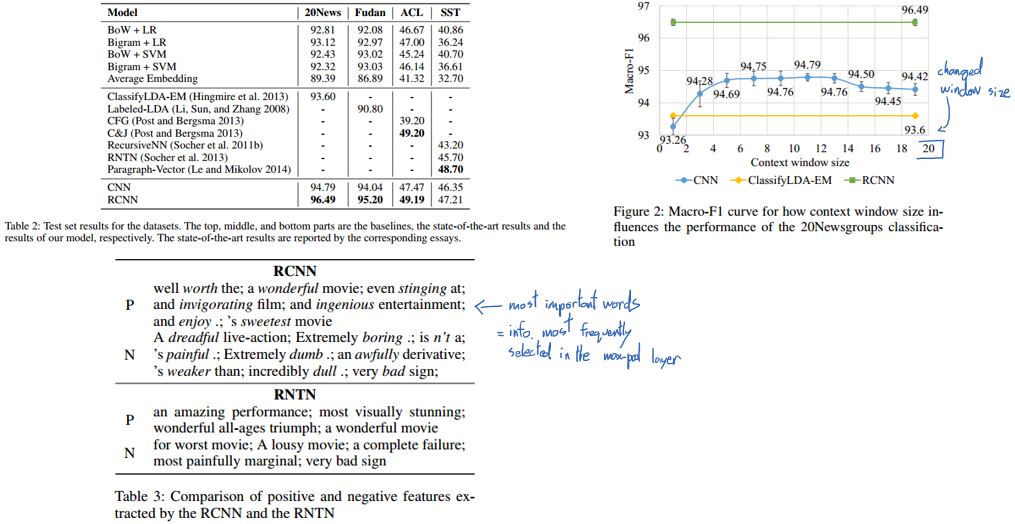 Model 20News Fudan ACL SST
BoW + LR 92.81 92.08 46.67 40.86
Bigram + LR 93.12 92.97 47.00 36.24
BoW + SVM 92.43 93.02 45.24 40.70
Bigram + SVM 92.32 93.03 46.14 36.61
Average Embedding 89.39 86.89 41.32 32.70
ClassifyLDA-EM (Hingmire et al. 2013) 93.60 - - -
Labeled-LDA (Li, Sun, and Zhang 2008) - 90.80 - -
CFG (Post and Bergsma 2013) - - 39.20 -
C&J (Post and Bergsma 2013) - - 49.20 -
RecursiveNN (Socher et al. 2011b) - - - 43.20
RNTN (Socher et al. 2013) - - - 45.70
Paragraph-Vector (Le and Mikolov 2014) - - - 48.70
CNN 94.79 94.04 47.47 46.35
RCNN 96.49 95.20 49.19 47.21
Table 2: Test set results for the datasets. The top, middle, and bottom parts are the baselines, the state-of-the-art results and the
results of our model, respectively. The state-of-the-art results are reported by the corresponding essays.
97
96
95
94
93
Macro-F1
96.49
93.26
94.28
94.69
94.75
94.76
94.79
94.76
94.50
94.45
94.42
93.6
0 2 4 6 8 10 12 14 16 18 20
Context window size
CNN ClassifyLDA-EM RCNN
changed
window size
Figure 2: Macro-F1 curve for how context window size in-
fluences the performance of the 20Newsgroups classifica-
tion
RCNN
P
well worth the; a wonderful movie; even stinging at;
and invigorating film; and ingenious entertainment;
and enjoy .; 's sweetest movie
N
A dreadful live-action; Extremely boring .; is n't a;
's painful .; Extremely dumb .; an awfully derivative;
's weaker than; incredibly dull .; very bad sign;
most important words
= info. most frequently
selected in the max-pool layer
RNTN
P
an amazing performance; most visually stunning;
wonderful all-ages triumph; a wonderful movie
N
for worst movie; A lousy movie; a complete failure;
most painfully marginal; very bad sign
Table 3: Comparison of positive and negative features ex-
tracted by the RCNN and the RNTN